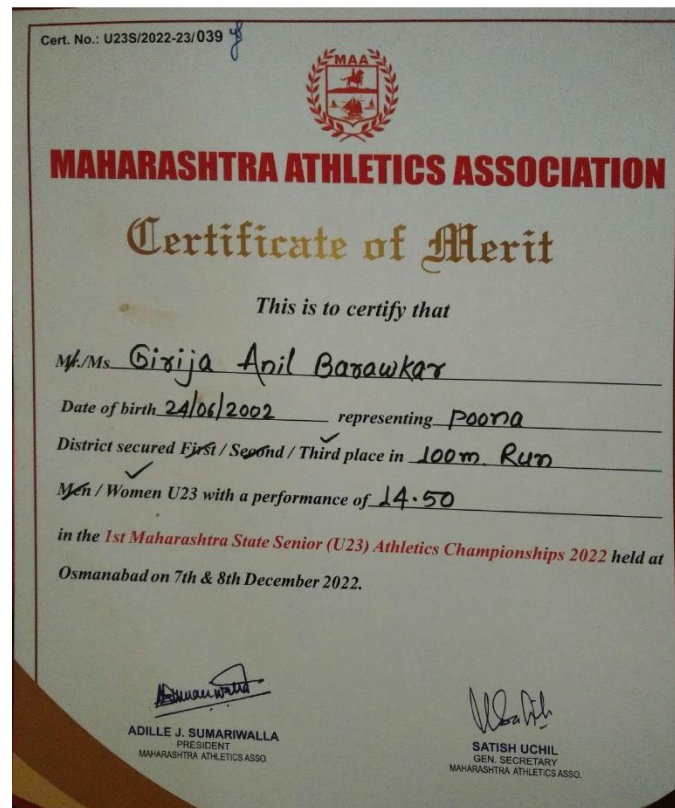 Cert. No.: U23S/2022-23/039
MAA
MAHARASHTRA ATHLETICS ASSOCIATION
Certificate of Merit
This is to certify that
Mr./Ms. Girija Anil Barawkar
Date of birth 24/06/2002 representing Poona
District secured First / Second / Third place in 100m. Run
Men / Women U23 with a performance of 14.50
in the 1st Maharashtra State Senior (U23) Athletics Championships 2022 held at
Osmanabad on 7th & 8th December 2022.
ADILLE J. SUMARIWALLA
PRESIDENT
MAHARASHTRA ATHLETICS ASSO.
SATISH UCHIL
GEN. SECRETARY
MAHARASHTRA ATHLETICS ASSO.